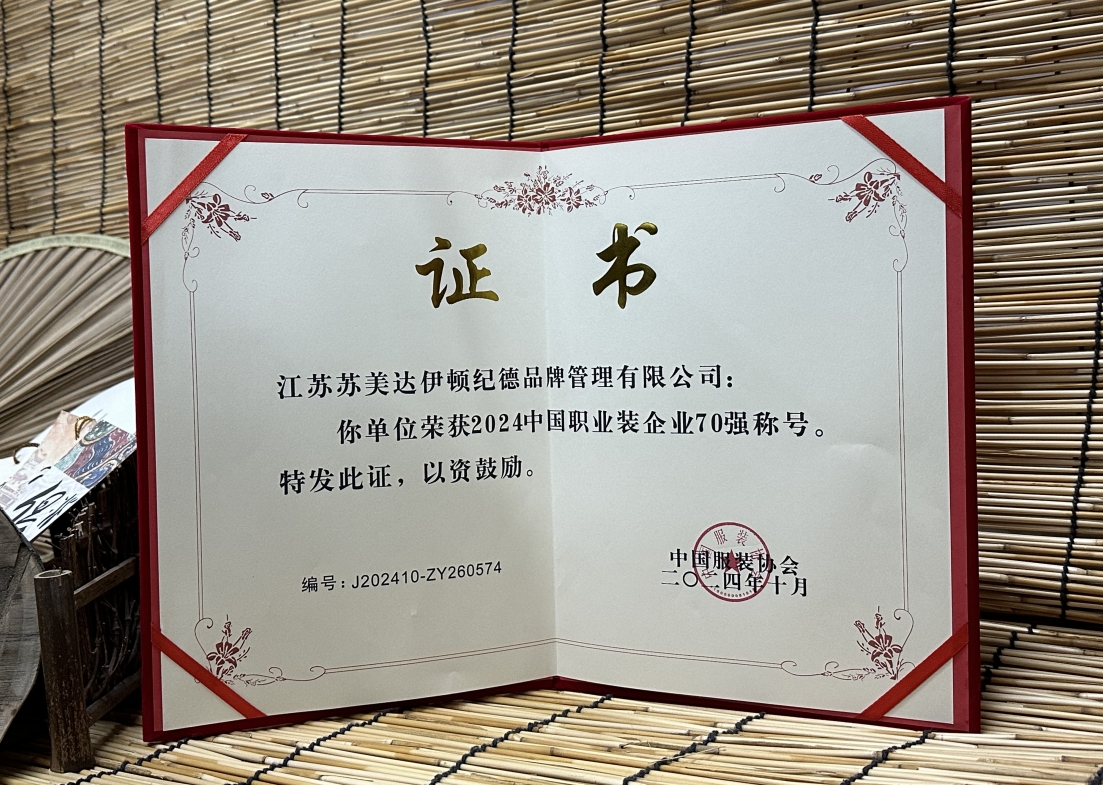 证书
江苏苏美达伊顿纪德品牌管理有限公司：
你单位荣获2024中国职业装企业70强称号。
特发此证，以资鼓励。
编号：J202410-ZY260574
中国服装协会
二〇二四年十月